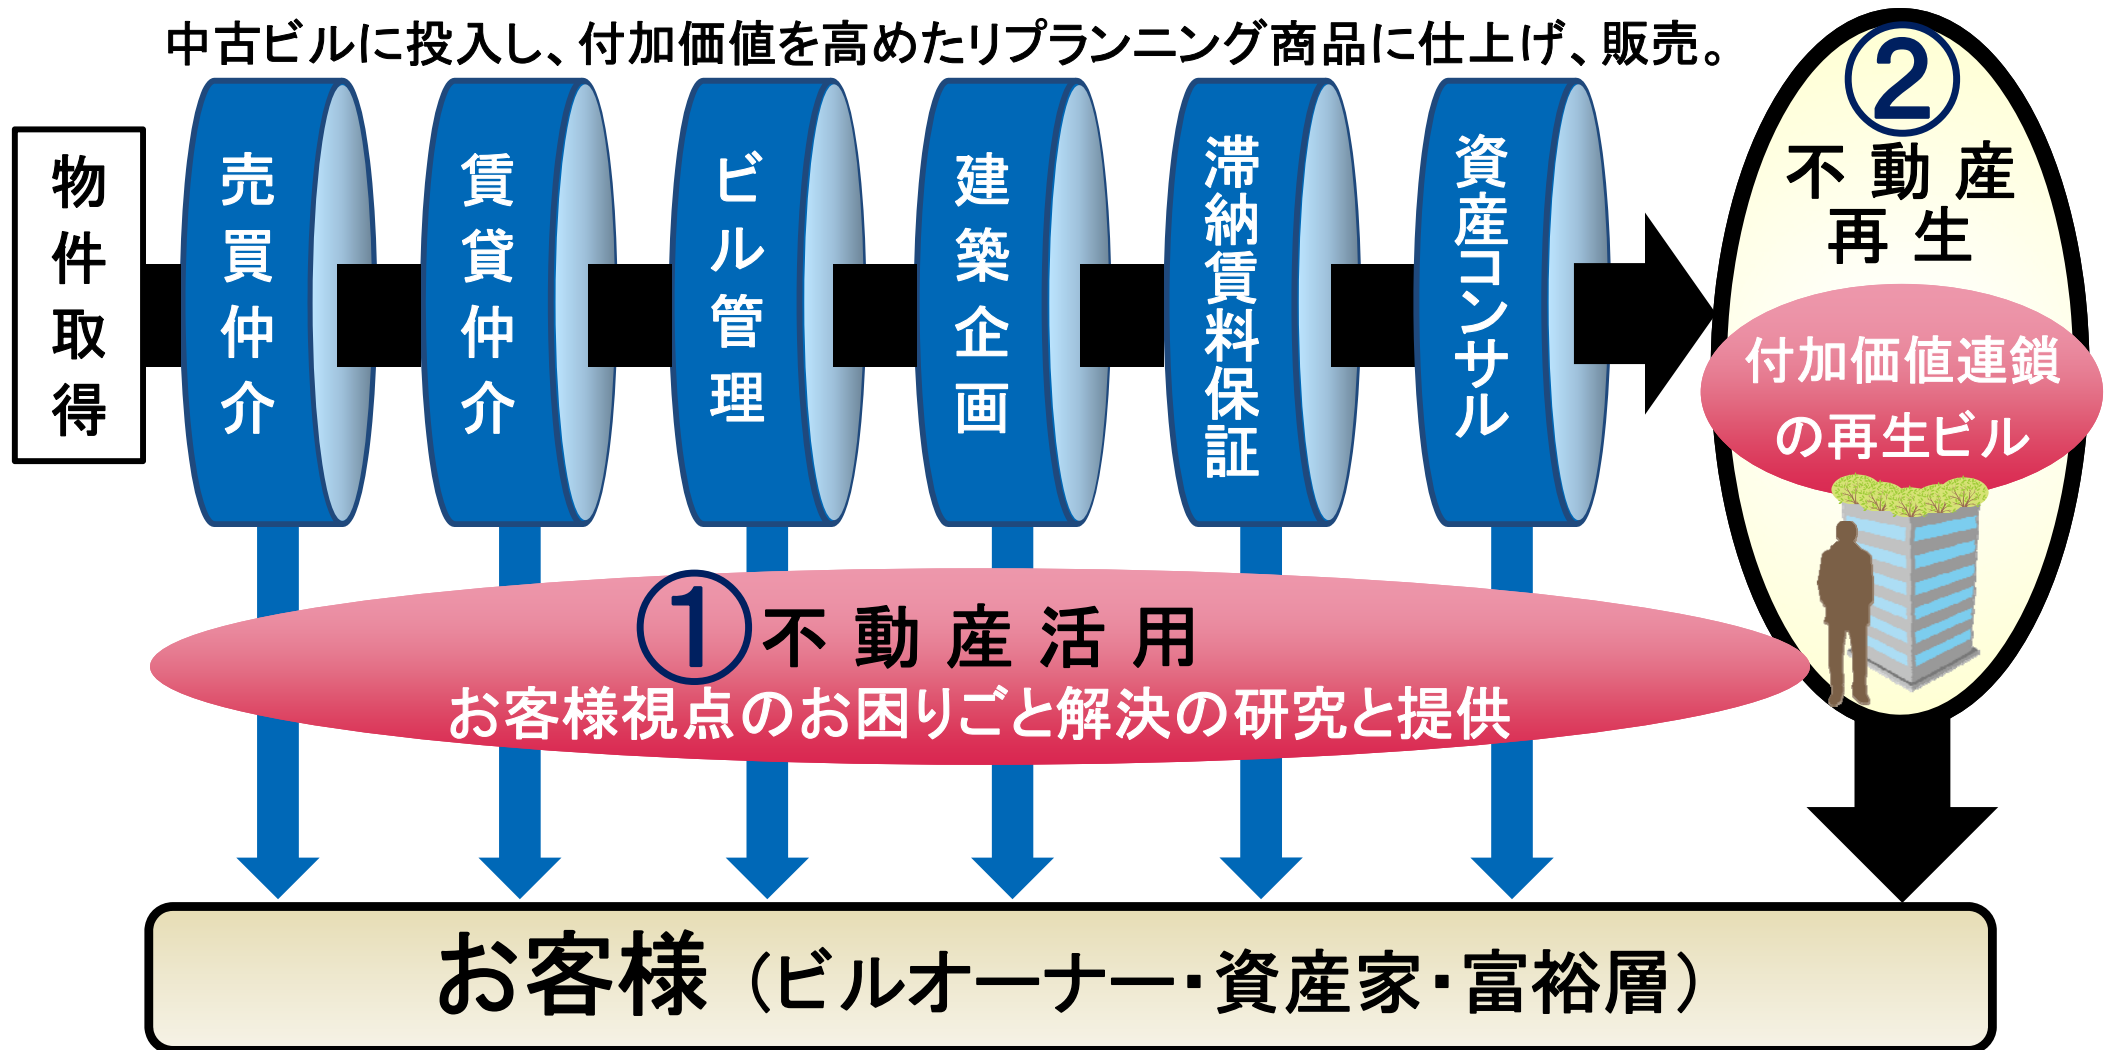 中古ビルに投入し、付加価値を高めたリプランニング商品に仕上げ、販売。
物件取得
売買仲介
賃貸仲介
ビル管理
建築企画
滞納賃料保証
資産コンサル
②
不動産
再生
付加価値連鎖
の再生ビル
①不動産活用
お客様視点のお困りごと解決の研究と提供
お客様（ビルオーナー・資産家・富裕層）